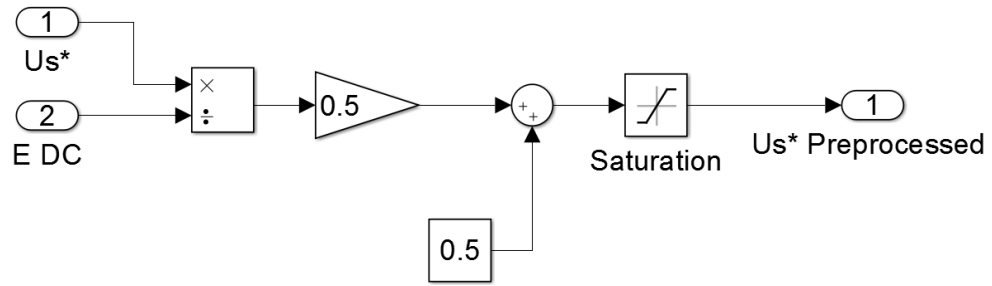 1
Us*
2
E DC
×
÷
0.5
+
+
Saturation
1
Us* Preprocessed
0.5